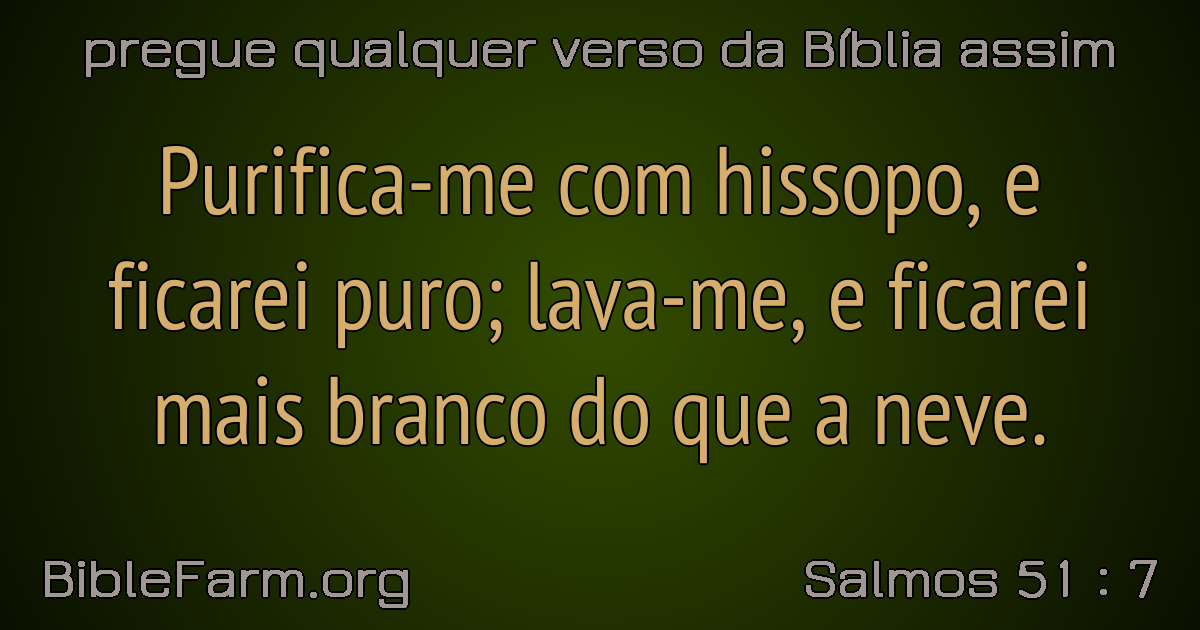 pregue qualquer verso da Bíblia assim
Purifica-me com hissopo, e
ficarei puro; lava-me, e ficarei
mais branco do que a neve.
BibleFarm.org
Salmos 51 : 7